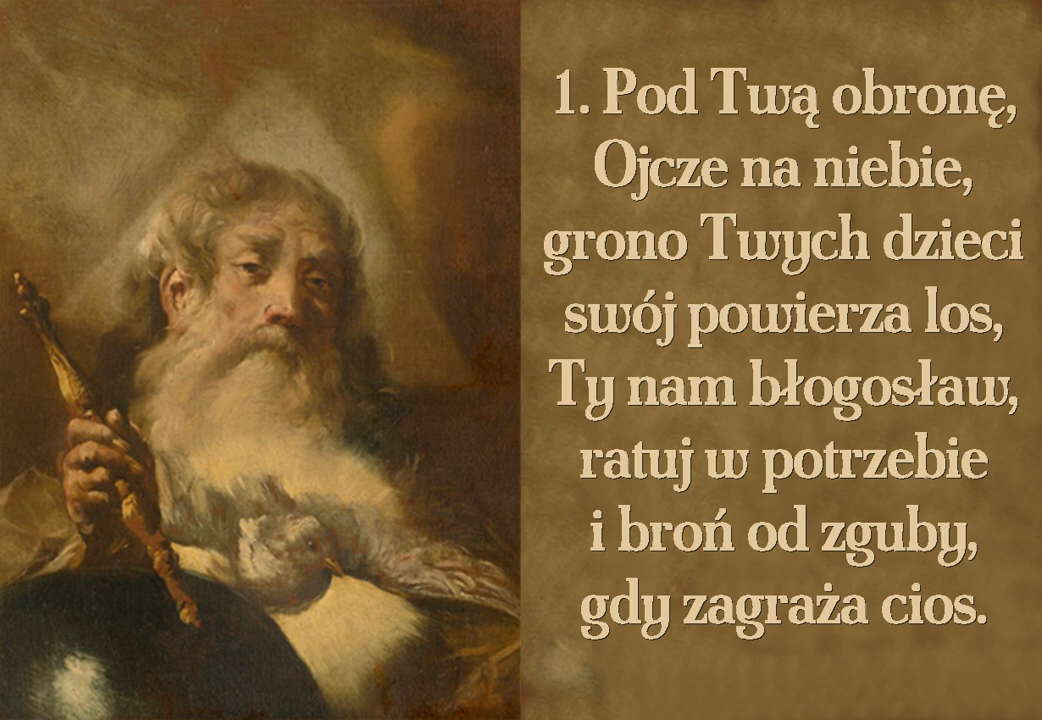 1. Pod Twą obronę,
Ojcze na niebie,
grono Twych dzieci
swój powierza los,
Ty nam błogosław,
ratuj w potrzebie
i broń od zguby,
gdy zagraża cios.